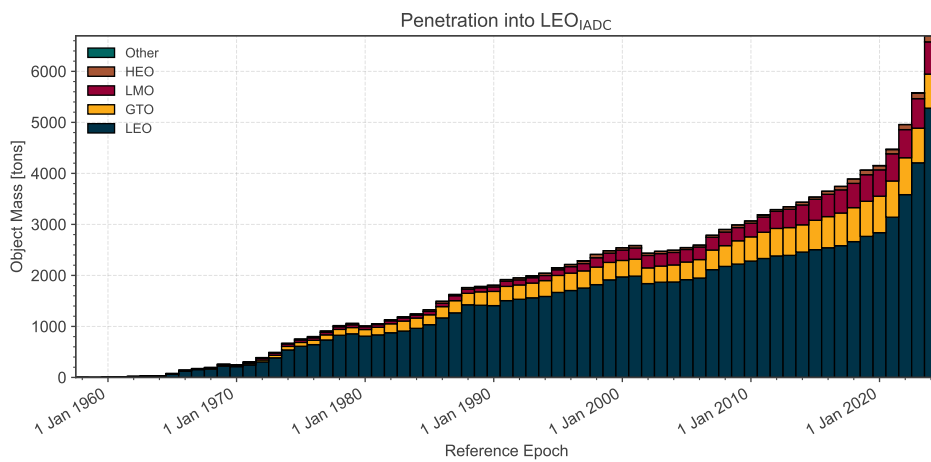 Penetration into LEO_IADC
Other
HEO
LMO
GTO
LEO
6000
5000
4000
3000
2000
1000
0
Object Mass [tons]
1 Jan 1960
1 Jan 1970
1 Jan 1980
1 Jan 1990
1 Jan 2000
1 Jan 2010
1 Jan 2020
Reference Epoch